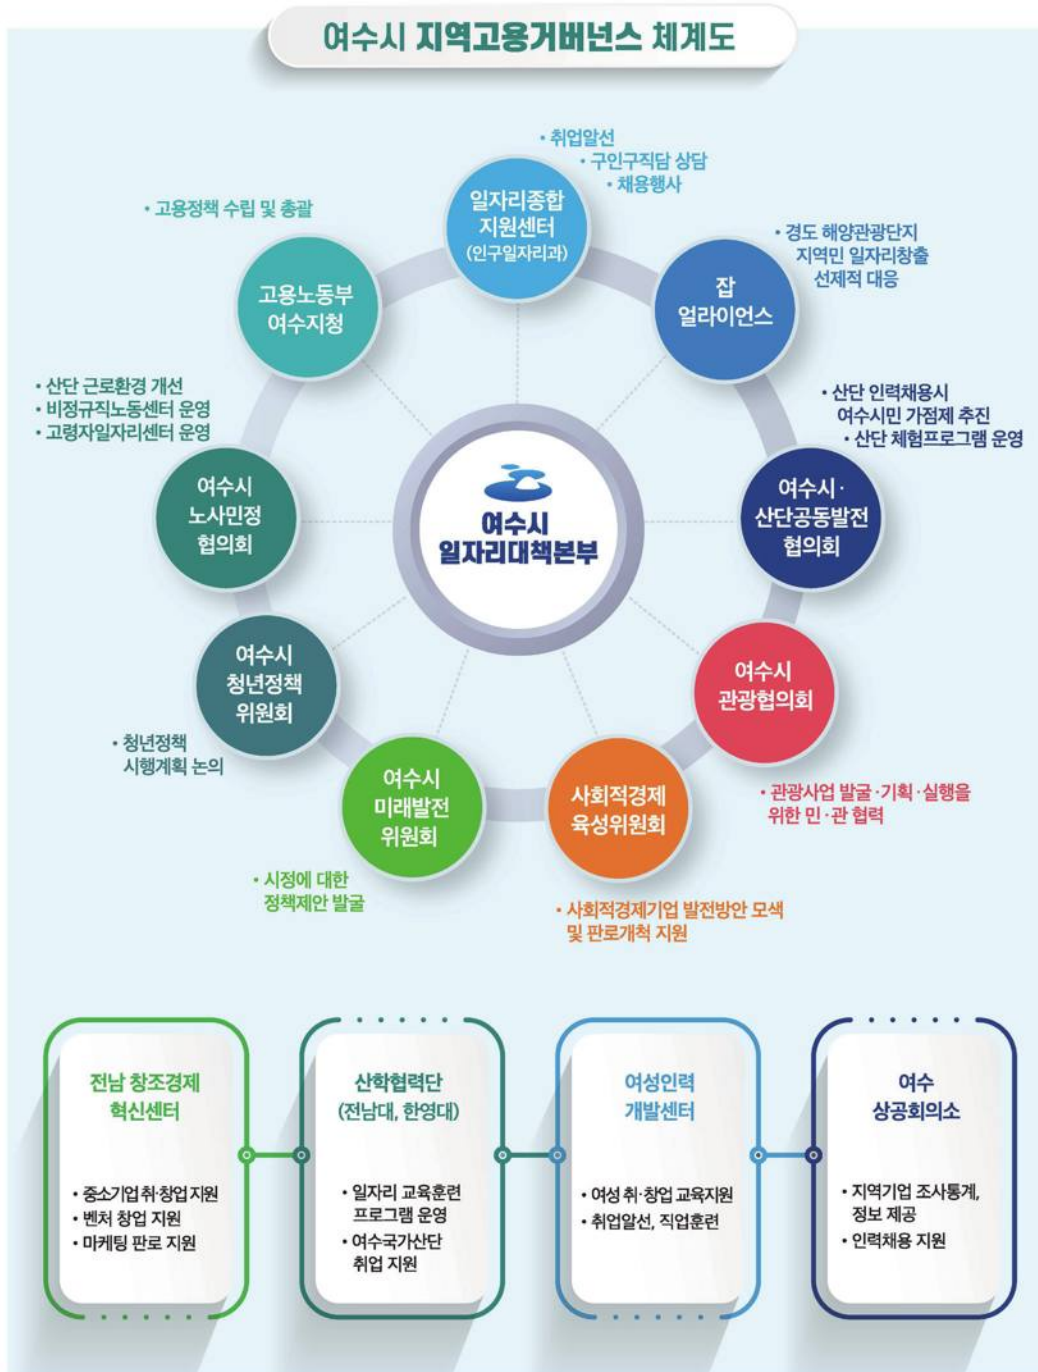 여수시 지역고용거버넌스 체계도
• 취업알선
• 구인구직담 상담
• 채용행사
일자리종합
지원센터
(인구일자리과)
• 고용정책 수립 및 총괄
고용노동부
여수지청
• 경도 해양관광단지
지역민 일자리창출
선제적 대응
잡
얼라이언스
• 산단 근로환경 개선
• 비정규직노동센터 운영
• 고령자일자리센터 운영
여수시
노사민정
협의회
• 산단 인력채용시
여수시민 가점제 추진
• 산단 체험프로그램 운영
여수시·
산단공동발전
협의회
여수시
일자리대책본부
여수시
청년정책
위원회
• 청년정책
시행계획 논의
여수시
관광협의회
• 관광사업 발굴·기획·실행을
위한 민·관 협력
여수시
미래발전
위원회
• 시정에 대한
정책제안 발굴
사회적경제
육성위원회
• 사회적경제기업 발전방안 모색
및 판로개척 지원
전남 창조경제
혁신센터
• 중소기업 취·창업 지원
• 벤처 창업 지원
• 마케팅 판로 지원
산학협력단
(전남대, 한영대)
• 일자리 교육훈련
프로그램 운영
• 여수국가산단
취업 지원
여성인력
개발센터
• 여성 취·창업 교육지원
• 취업알선, 직업훈련
여수
상공회의소
• 지역기업 조사통계,
정보 제공
• 인력채용 지원